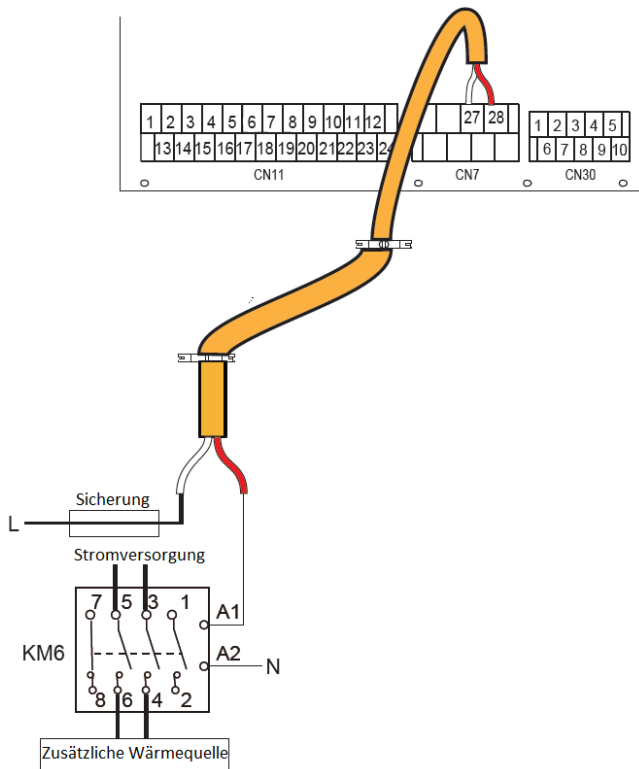 27 28
1 2 3 4 5 6 7 8 9 10 11 12
1 2 3 4 5
13 14 15 16 17 18 19 20 21 22 23 24
6 7 8 9 10
CN11 CN7 CN30
Sicherung
L
Stromversorgung
7 5 3 1
A1
KM6
A2
N
8 6 4 2
Zusätzliche Wärmequelle